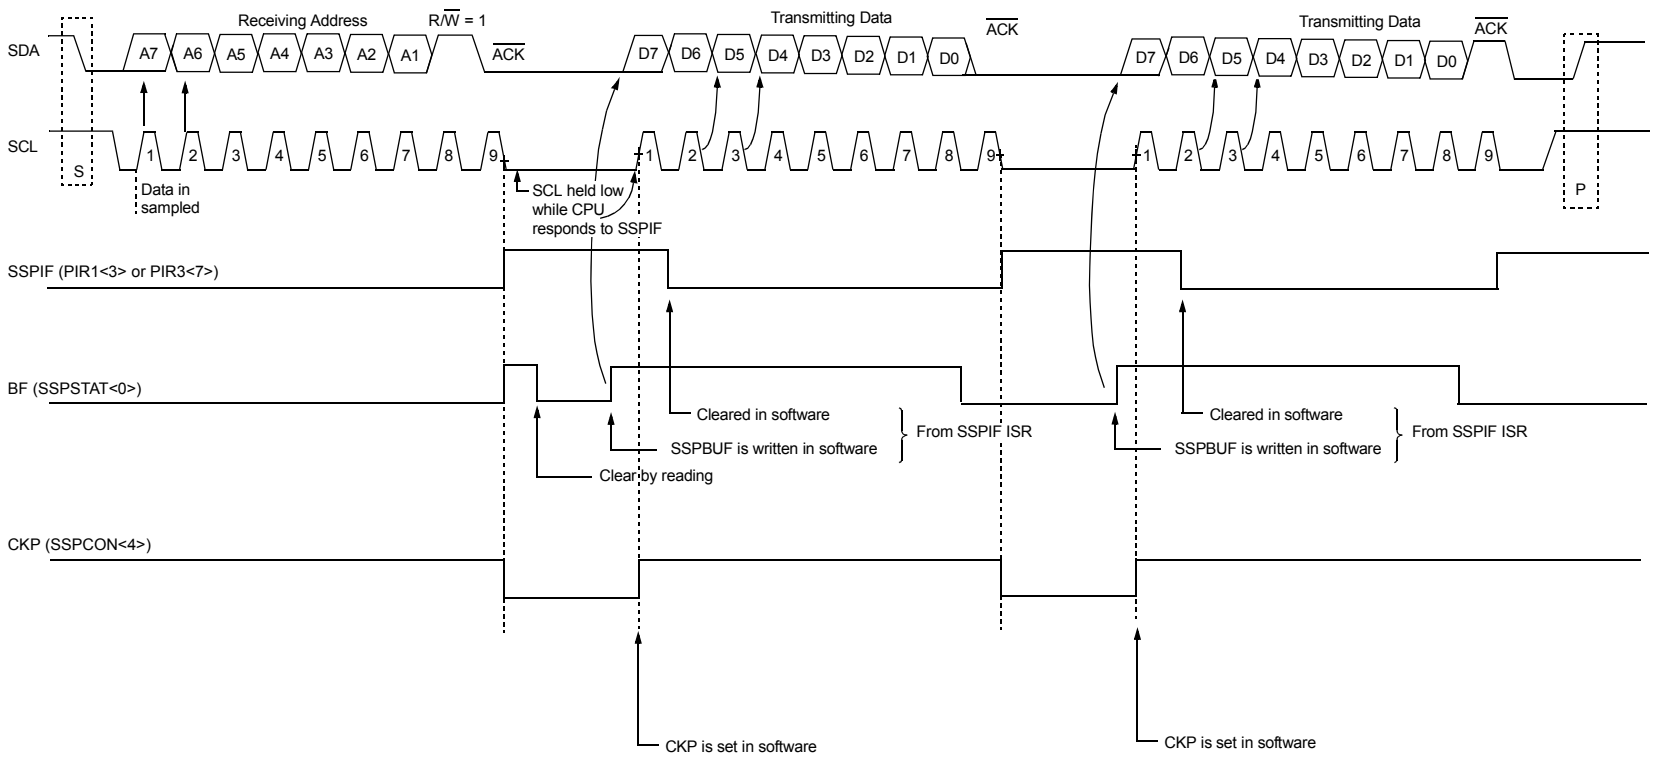 Receiving Address R/W = 1 Transmitting Data ACK Transmitting Data ACK
SDA A7 A6 A5 A4 A3 A2 A1 ACK D7 D6 D5 D4 D3 D2 D1 D0 D7 D6 D5 D4 D3 D2 D1 D0
SCL 1 2 3 4 5 6 7 8 9 1 2 3 4 5 6 7 8 9 1 2 3 4 5 6 7 8 9
S P
Data in
sampled
SCL held low
while CPU
responds to SSPIF
SSPIF (PIR1<3> or PIR3<7>)
BF (SSPSTAT<0>)
Cleared in software
SSPBUF is written in software
From SSPIF ISR
Clear by reading
Cleared in software
SSPBUF is written in software
From SSPIF ISR
CKP (SSPCON<4>)
CKP is set in software
CKP is set in software